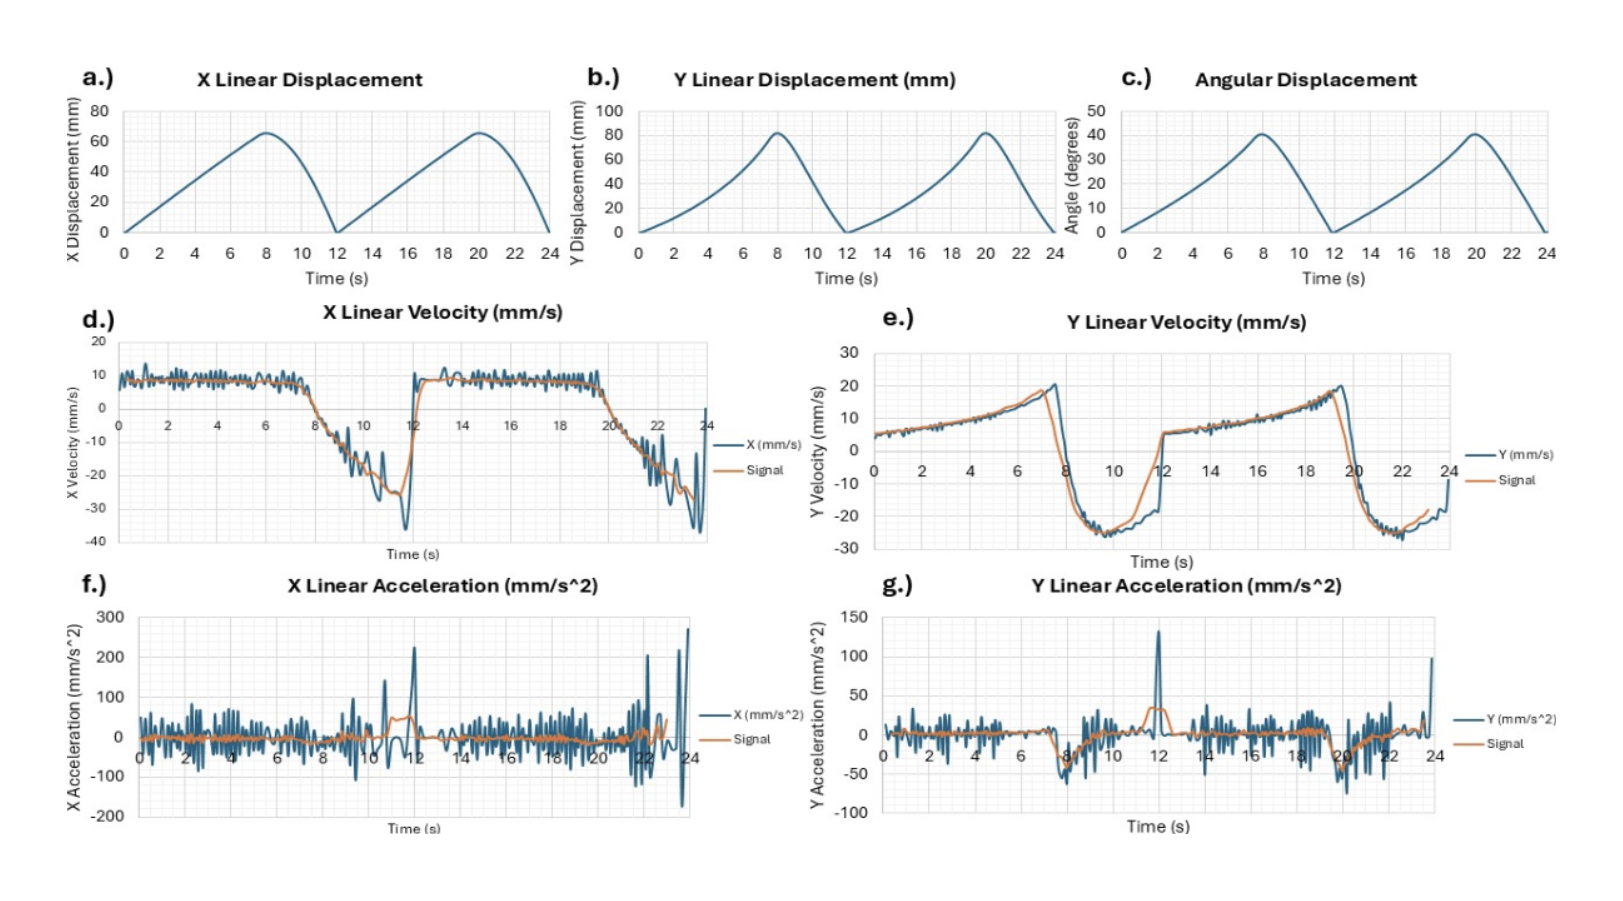 a.)
X Linear Displacement
X Displacement (mm)
80
60
40
20
0
0 2 4 6 8 10 12 14 16 18 20 22 24
Time (s)
b.)
Y Linear Displacement (mm)
Y Displacement (mm)
100
80
60
40
20
0
0 2 4 6 8 10 12 14 16 18 20 22 24
Time (s)
c.)
Angular Displacement
Angle (degrees)
50
40
30
20
10
0
0 2 4 6 8 10 12 14 16 18 20 22 24
Time (s)
d.)
X Linear Velocity (mm/s)
X Velocity (mm/s)
20
10
0
-10
-20
-30
-40
0 2 4 6 8 10 12 14 16 18 20 22 24
Time (s)
X (mm/s)
Signal
e.)
Y Linear Velocity (mm/s)
Y Velocity (mm/s)
30
20
10
0
-10
-20
-30
0 2 4 6 8 10 12 14 16 18 20 22 24
Time (s)
Y (mm/s)
Signal
f.)
X Linear Acceleration (mm/s^2)
X Acceleration (mm/s^2)
300
200
100
0
-100
-200
0 2 4 6 8 10 12 14 16 18 20 22 24
Time (s)
X (mm/s^2)
Signal
g.)
Y Linear Acceleration (mm/s^2)
Y Acceleration (mm/s^2)
150
100
50
0
-50
-100
0 2 4 6 8 10 12 14 16 18 20 22 24
Time (s)
Y (mm/s^2)
Signal